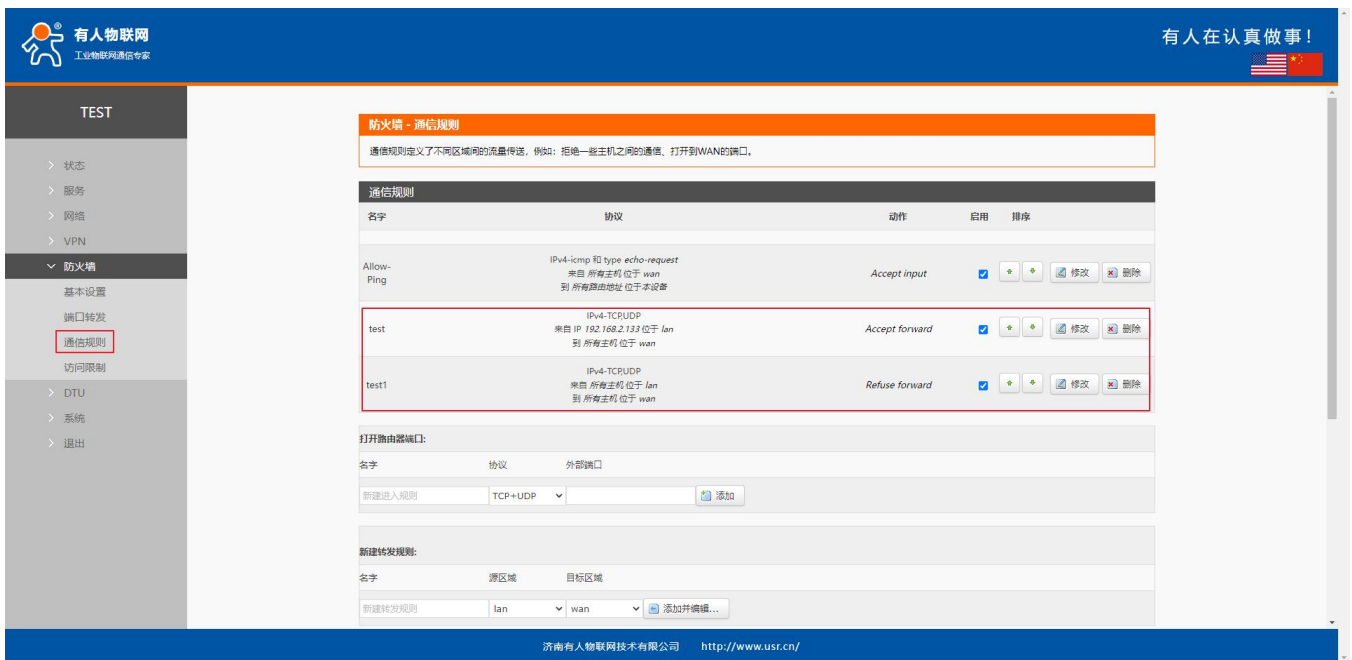 有人物联网
工业物联网通信专家
有人在认真做事!
TEST
状态
服务
网络
VPN
防火墙
基本设置
端口转发
通信规则
访问限制
DTU
系统
退出
防火墙 - 通信规则
通信规则定义了不同区域间的流量传送,例如:拒绝一些主机之间的通信、打开到WAN的端口。
通信规则
名字 协议 动作 启用 排序
Allow-Ping IPv4-icmp 和 type echo-request Accept input 修改 删除
来自 所有主机 位于 wan
到 所有路由地址 位于本设备
test IPv4-TCP,UDP Accept forward 修改 删除
来自 IP 192.168.2.133 位于 lan
到 所有主机 位于 wan
test1 IPv4-TCP,UDP Refuse forward 修改 删除
来自 所有主机 位于 lan
到 所有主机 位于 wan
打开路由器端口:
名字 协议 外部端口
新建进入规则 TCP+UDP 添加
新建转发规则:
名字 源区域 目标区域
新建转发规则 lan wan 添加并编辑...
济南有人物联网技术有限公司 http://www.usr.cn/